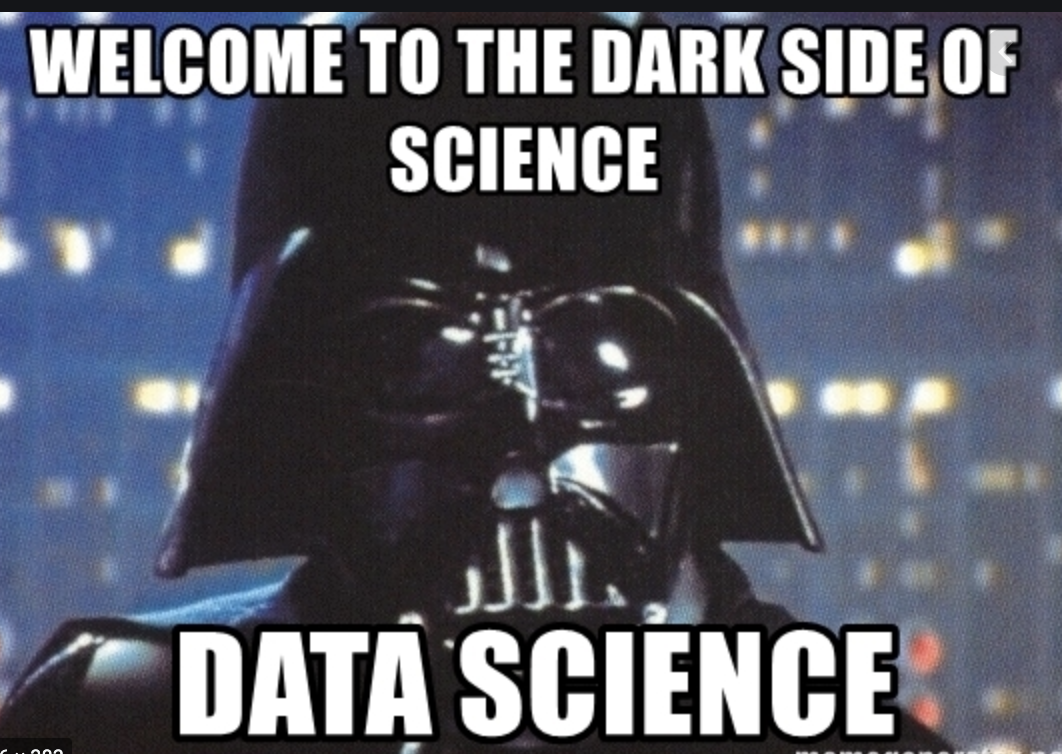 WELCOME TO THE DARK SIDE OF
SCIENCE
DATA SCIENCE